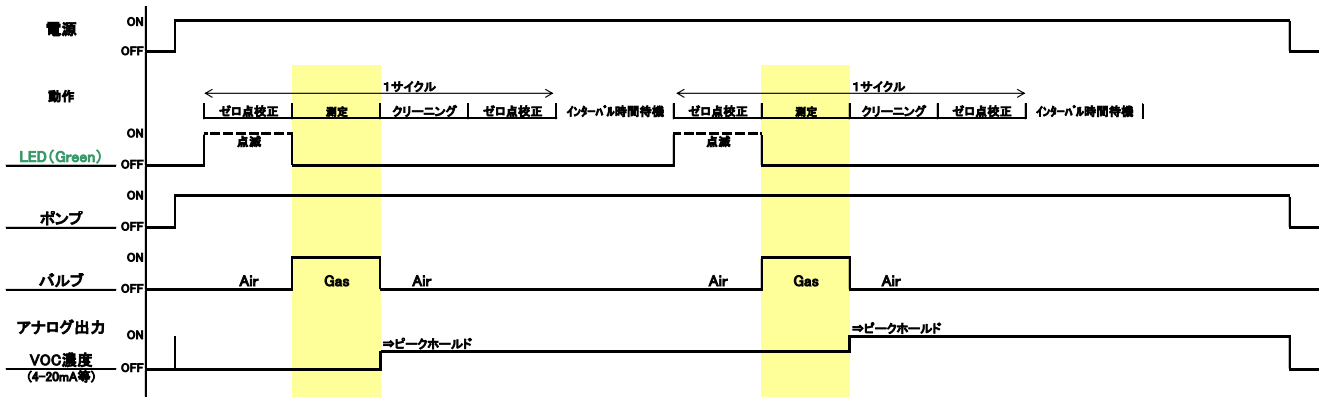 電源
ON
OFF
動作
1サイクル
1サイクル
ゼロ点校正 測定 クリーニング ゼロ点校正 インターバル時間待機 ゼロ点校正 測定 クリーニング ゼロ点校正 インターバル時間待機
LED(Green)
ON
OFF
点滅
点滅
ポンプ
ON
OFF
バルブ
ON
OFF
Air Gas Air Air Gas Air
アナログ出力
VOC濃度
(4-20mA等)
ON
OFF
⇒ピークホールド
⇒ピークホールド